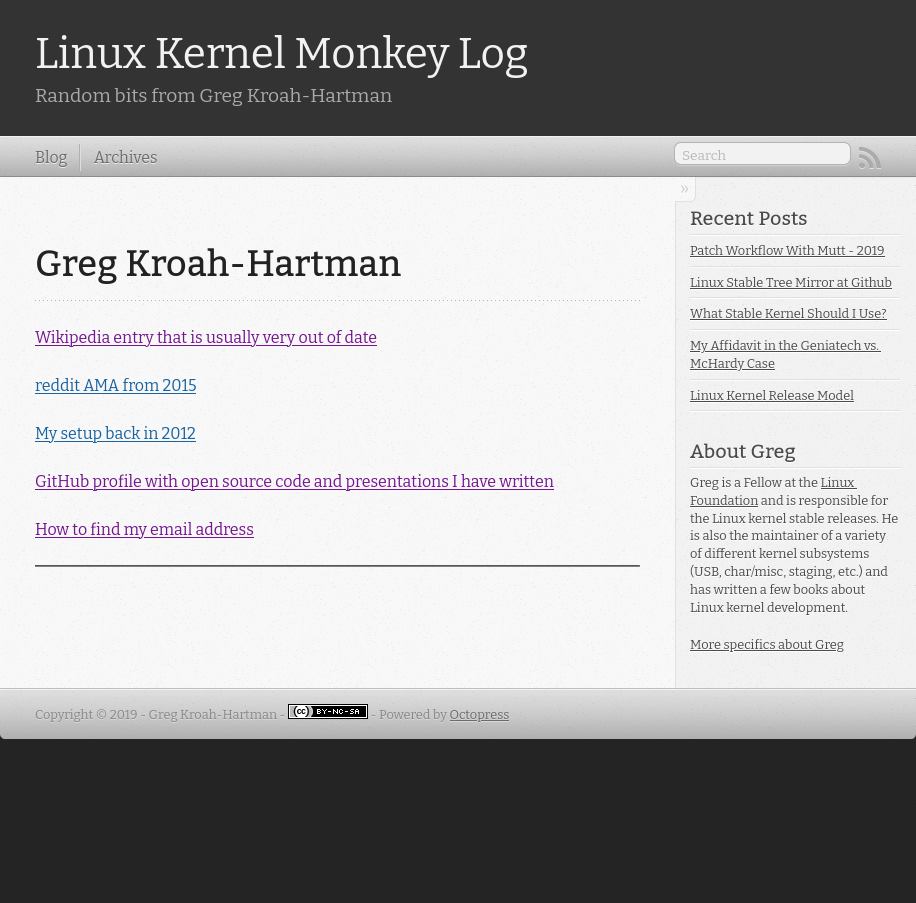 Linux Kernel Monkey Log
Random bits from Greg Kroah-Hartman
Blog
Archives
Search
»
Greg Kroah-Hartman
Wikipedia entry that is usually very out of date
reddit AMA from 2015
My setup back in 2012
GitHub profile with open source code and presentations I have written
How to find my email address
Recent Posts
Patch Workflow With Mutt - 2019
Linux Stable Tree Mirror at Github
What Stable Kernel Should I Use?
My Affidavit in the Geniatech vs.
McHardy Case
Linux Kernel Release Model
About Greg
Greg is a Fellow at the Linux
Foundation and is responsible for
the Linux kernel stable releases. He
is also the maintainer of a variety
of different kernel subsystems
(USB, char/misc, staging, etc.) and
has written a few books about
Linux kernel development.
More specifics about Greg
Copyright © 2019 - Greg Kroah-Hartman - (cc) BY-NC-SA - Powered by Octopress